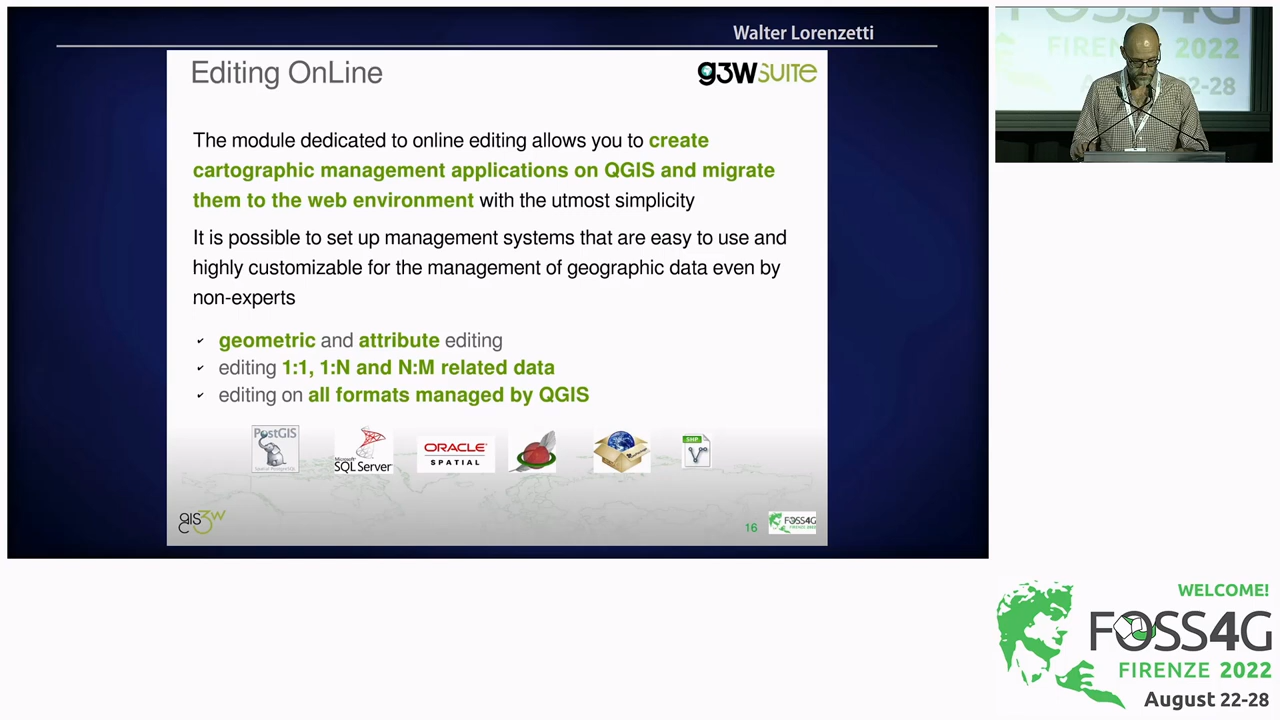 Walter Lorenzetti
Editing OnLine
g3WSUITE
The module dedicated to online editing allows you to create
cartographic management applications on QGIS and migrate
them to the web environment with the utmost simplicity
It is possible to set up management systems that are easy to use and
highly customizable for the management of geographic data even by
non-experts
✔ geometric and attribute editing
✔ editing 1:1, 1:N and N:M related data
✔ editing on all formats managed by QGIS
PostGIS
Spatial PostgreSQL
Microsoft
SQL Server
ORACLE
SPATIAL
SHP
GIS3W
16
FOSS4G
FIRENZE 2022
FOSS4G
FIRENZE 2022
22-28
WELCOME!
FOSS4G
FIRENZE 2022
August 22-28